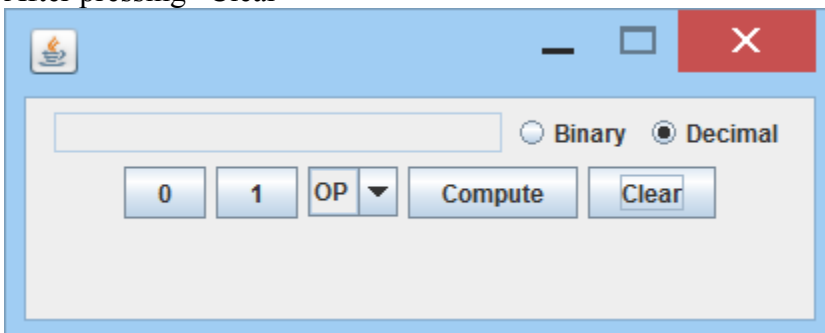 After pressing "Clear"
Binary Decimal
0 1 OP Compute Clear